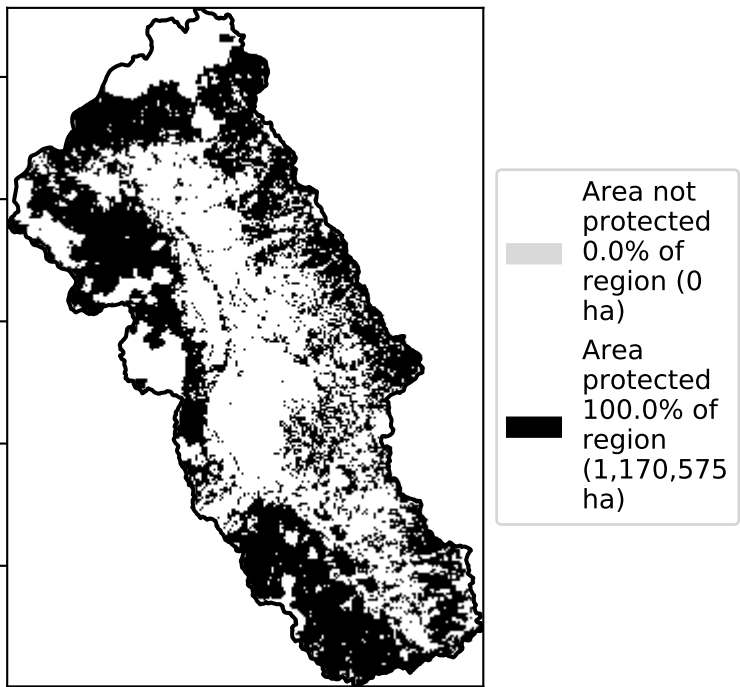 Area not
protected
0.0% of
region (0
ha)
Area
protected
100.0% of
region
(1,170,575
ha)